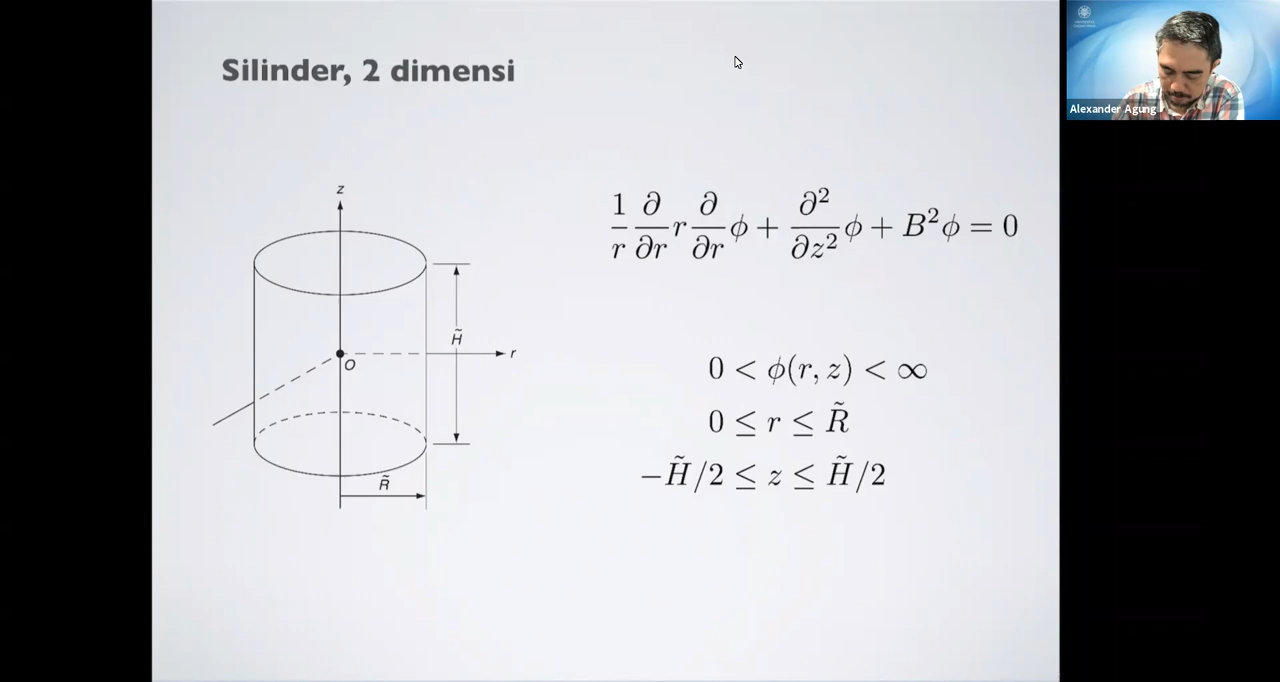 Silinder, 2 dimensi
Alexander Agung
z
H̃
r
O
R̃
1/r ∂/∂r r ∂/∂r ϕ + ∂²/∂z² ϕ + B²ϕ = 0
0 < ϕ(r, z) < ∞
0 ≤ r ≤ R̃
−H̃/2 ≤ z ≤ H̃/2